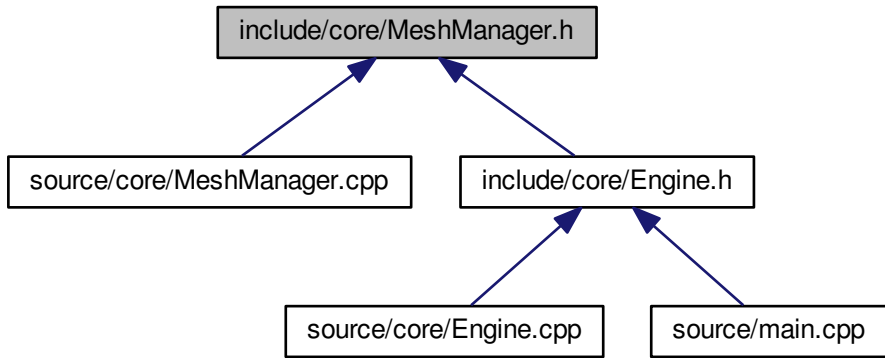 include/core/MeshManager.h
source/core/MeshManager.cpp
include/core/Engine.h
source/core/Engine.cpp
source/main.cpp